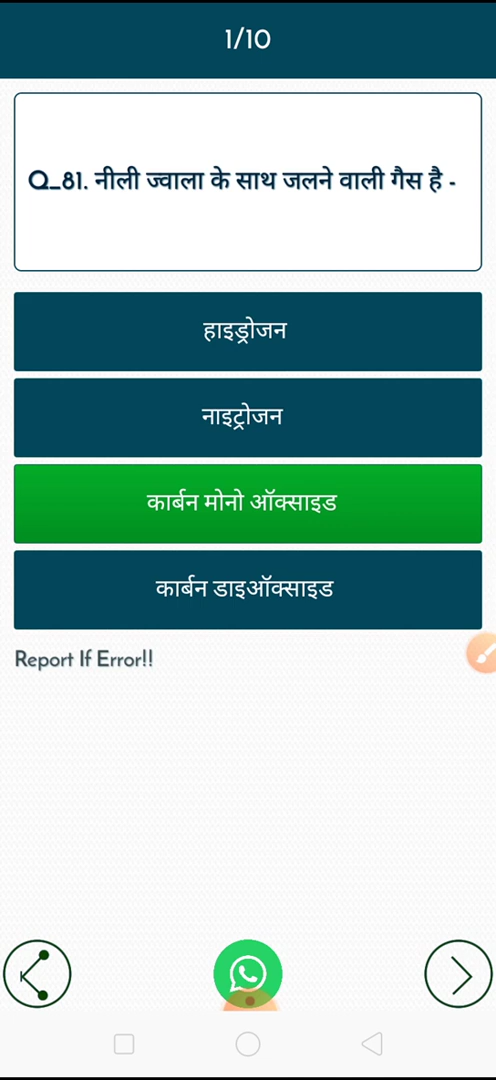 1/10
Q_81. नीली ज्वाला के साथ जलने वाली गैस है -
हाइड्रोजन
नाइट्रोजन
कार्बन मोनो ऑक्साइड
कार्बन डाइऑक्साइड
Report If Error!!